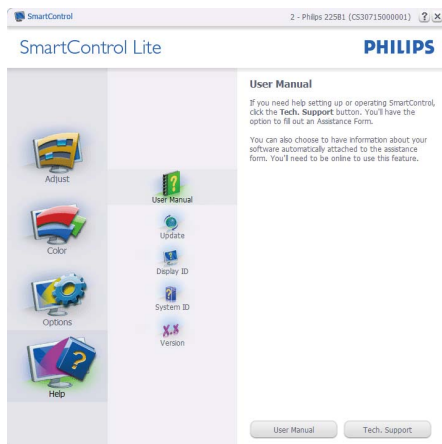 SmartControl
2 - Philips 225B1 (CS30715000001)
?
X
SmartControl Lite
PHILIPS
Adjust
Color
Options
Help
User Manual
Update
Display ID
System ID
X.X
Version
User Manual
If you need help setting up or operating SmartControl,
click the Tech. Support button. You'll have the
option to fill out an Assistance Form.
You can also choose to have information about your
software automatically attached to the assistance
form. You'll need to be online to use this feature.
User Manual
Tech. Support